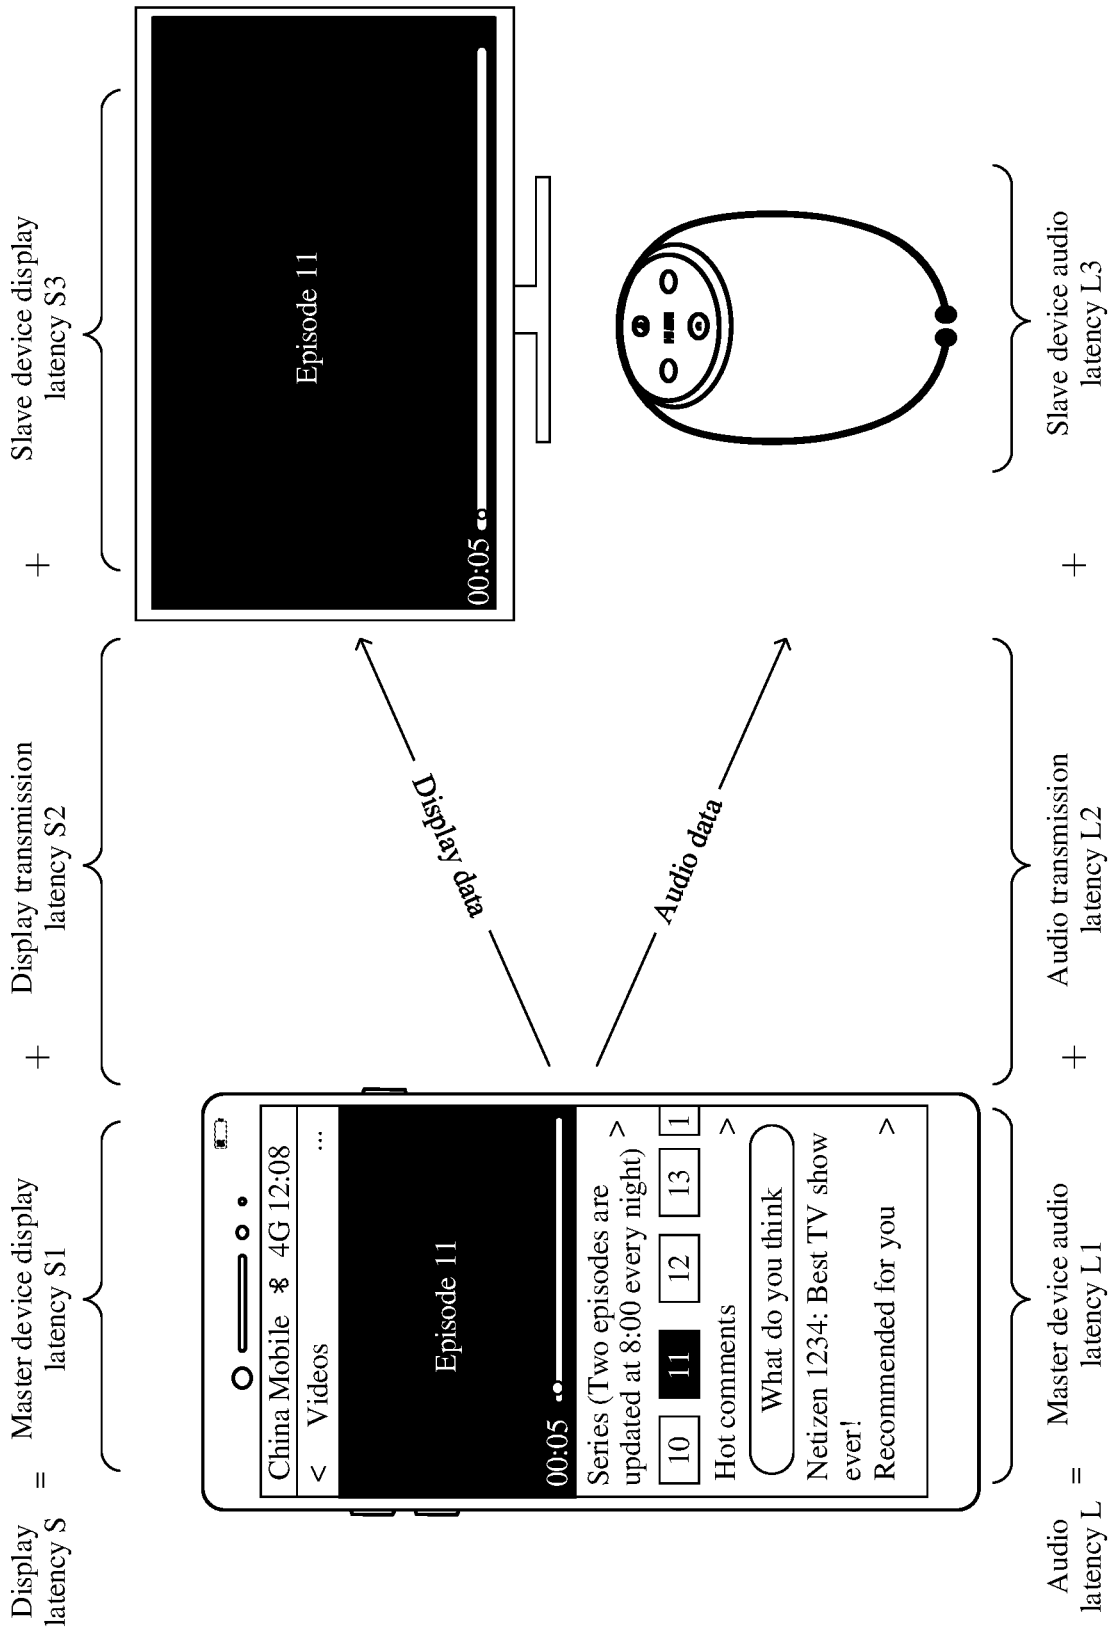 Display
latency S
=
Master device display
latency S1
+
Display transmission
latency S2
+
Slave device display
latency S3
China Mobile 4G 12:08
< Videos ...
Episode 11
00:05
Series (Two episodes are
updated at 8:00 every night) >
10 11 12 13 1
Hot comments >
What do you think
Netizen 1234: Best TV show
ever!
Recommended for you >
Display data
Audio data
Episode 11
00:05
Audio
latency L
=
Master device audio
latency L1
+
Audio transmission
latency L2
+
Slave device audio
latency L3